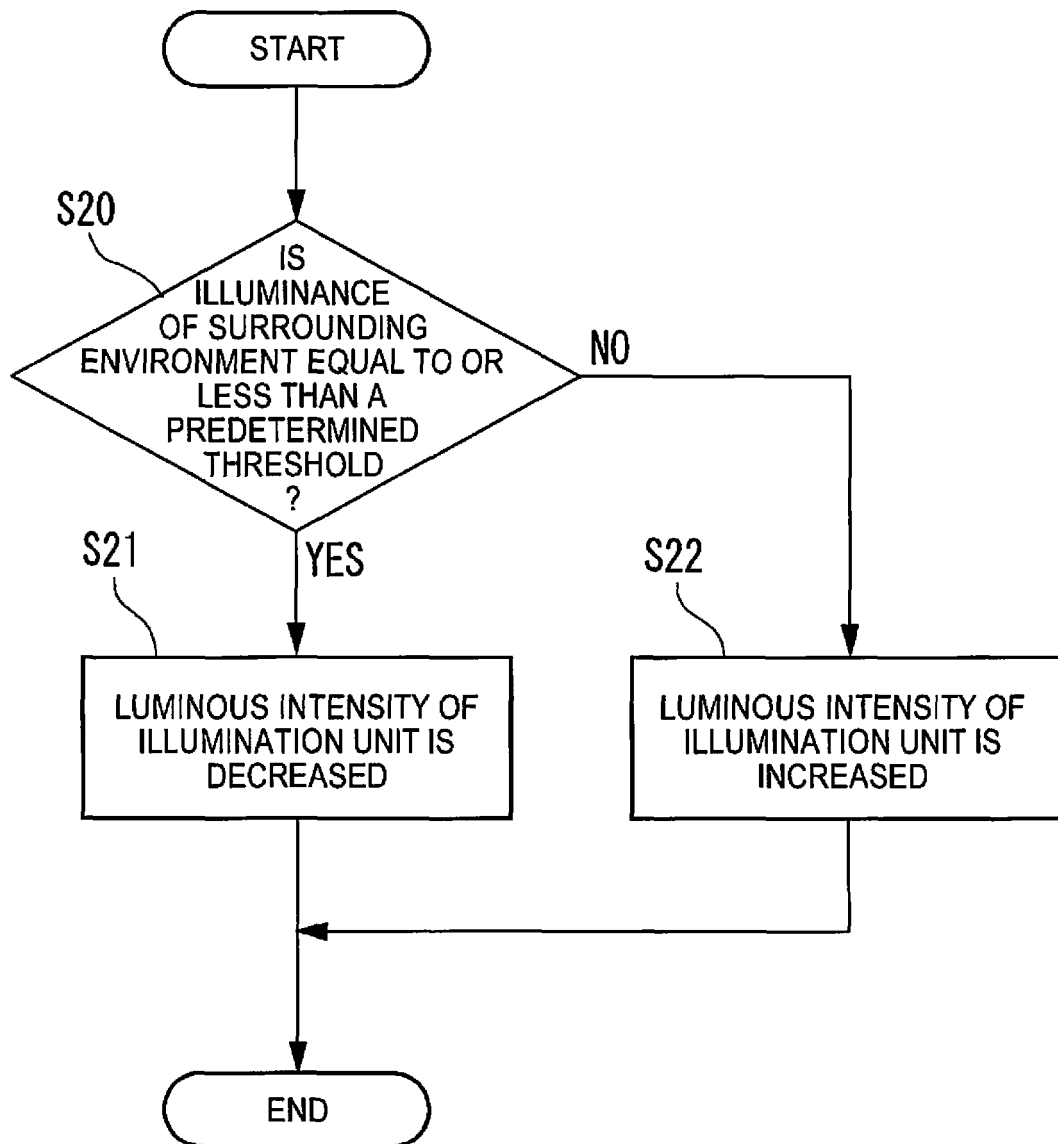 START
S20
IS
ILLUMINANCE
OF SURROUNDING
ENVIRONMENT EQUAL TO OR
LESS THAN A
PREDETERMINED
THRESHOLD
?
NO
YES
S21
LUMINOUS INTENSITY OF
ILLUMINATION UNIT IS
DECREASED
S22
LUMINOUS INTENSITY OF
ILLUMINATION UNIT IS
INCREASED
END